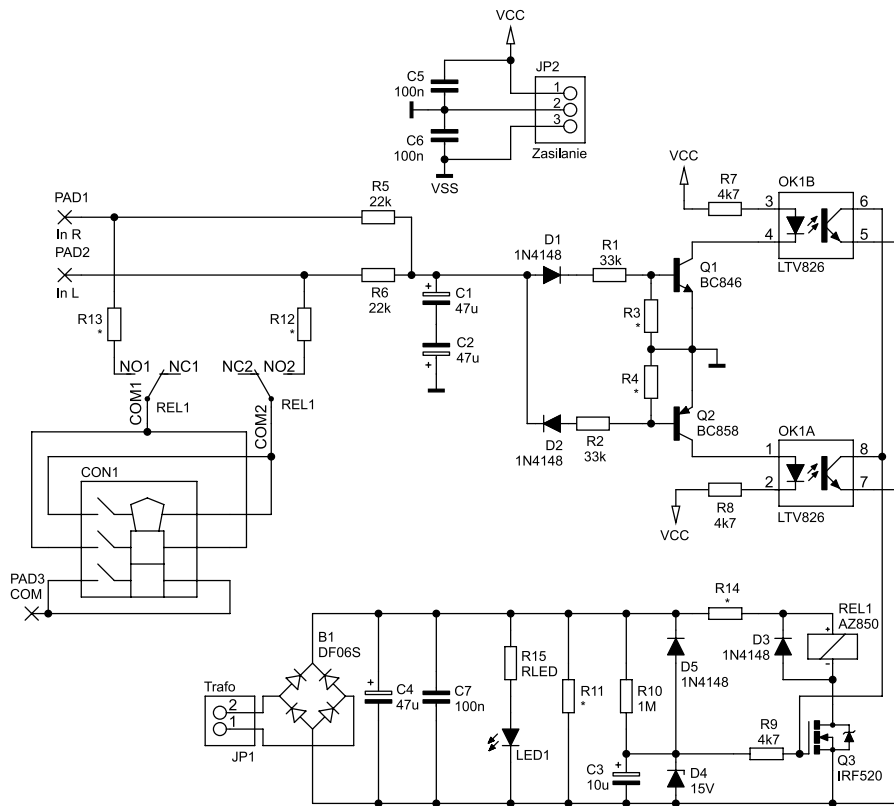 VCC
C5
100n
C6
100n
VSS
JP2
1
2
3
Zasilanie
PAD1
In R
PAD2
In L
R5
22k
R6
22k
R13
*
R12
*
NO1
NC1
NC2
NO2
COM1
REL1
COM2
REL1
C1
47u
C2
47u
D1
1N4148
R1
33k
R3
*
R4
*
D2
1N4148
R2
33k
Q1
BC846
Q2
BC858
VCC
R7
4k7
OK1B
3
4
6
5
LTV826
OK1A
1
2
8
7
LTV826
R8
4k7
VCC
CON1
PAD3
COM
Trafo
2
1
JP1
B1
DF06S
C4
47u
C7
100n
R15
RLED
LED1
R11
*
R10
1M
C3
10u
D5
1N4148
D4
15V
R14
*
D3
1N4148
REL1
AZ850
R9
4k7
Q3
IRF520